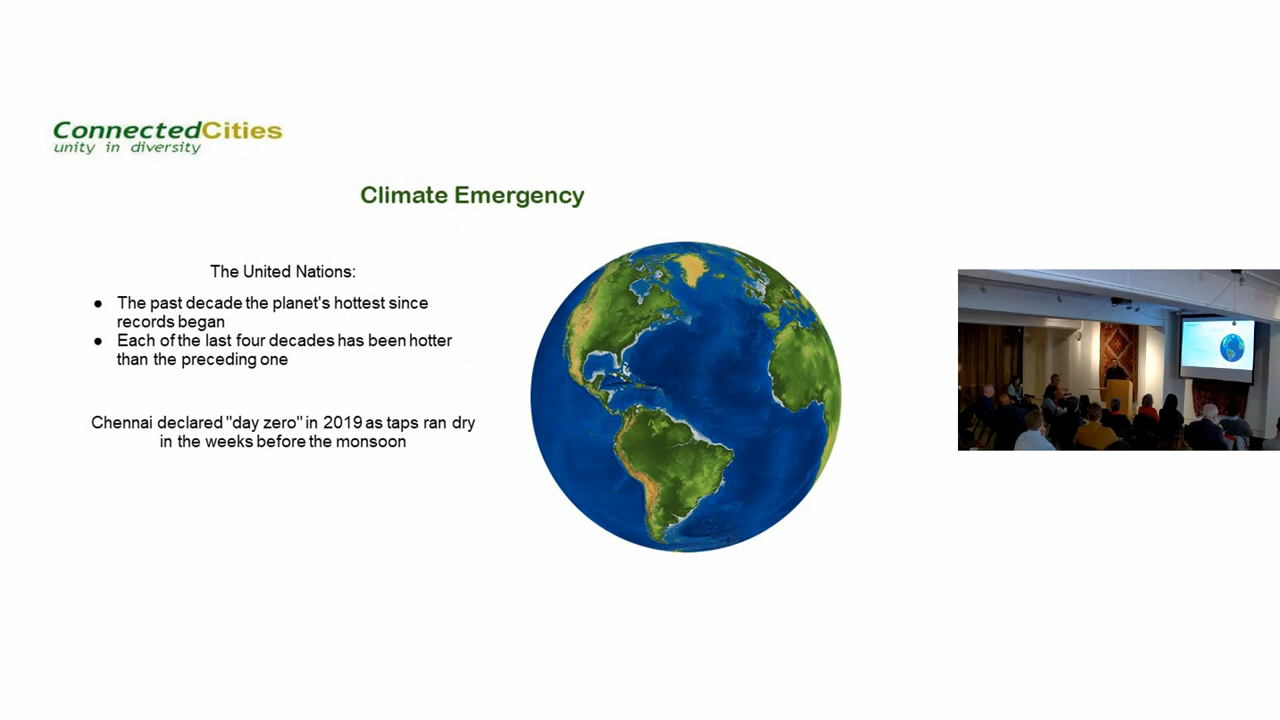 ConnectedCities
unity in diversity
Climate Emergency
The United Nations:
● The past decade the planet's hottest since
records began
● Each of the last four decades has been hotter
than the preceding one
Chennai declared "day zero" in 2019 as taps ran dry
in the weeks before the monsoon